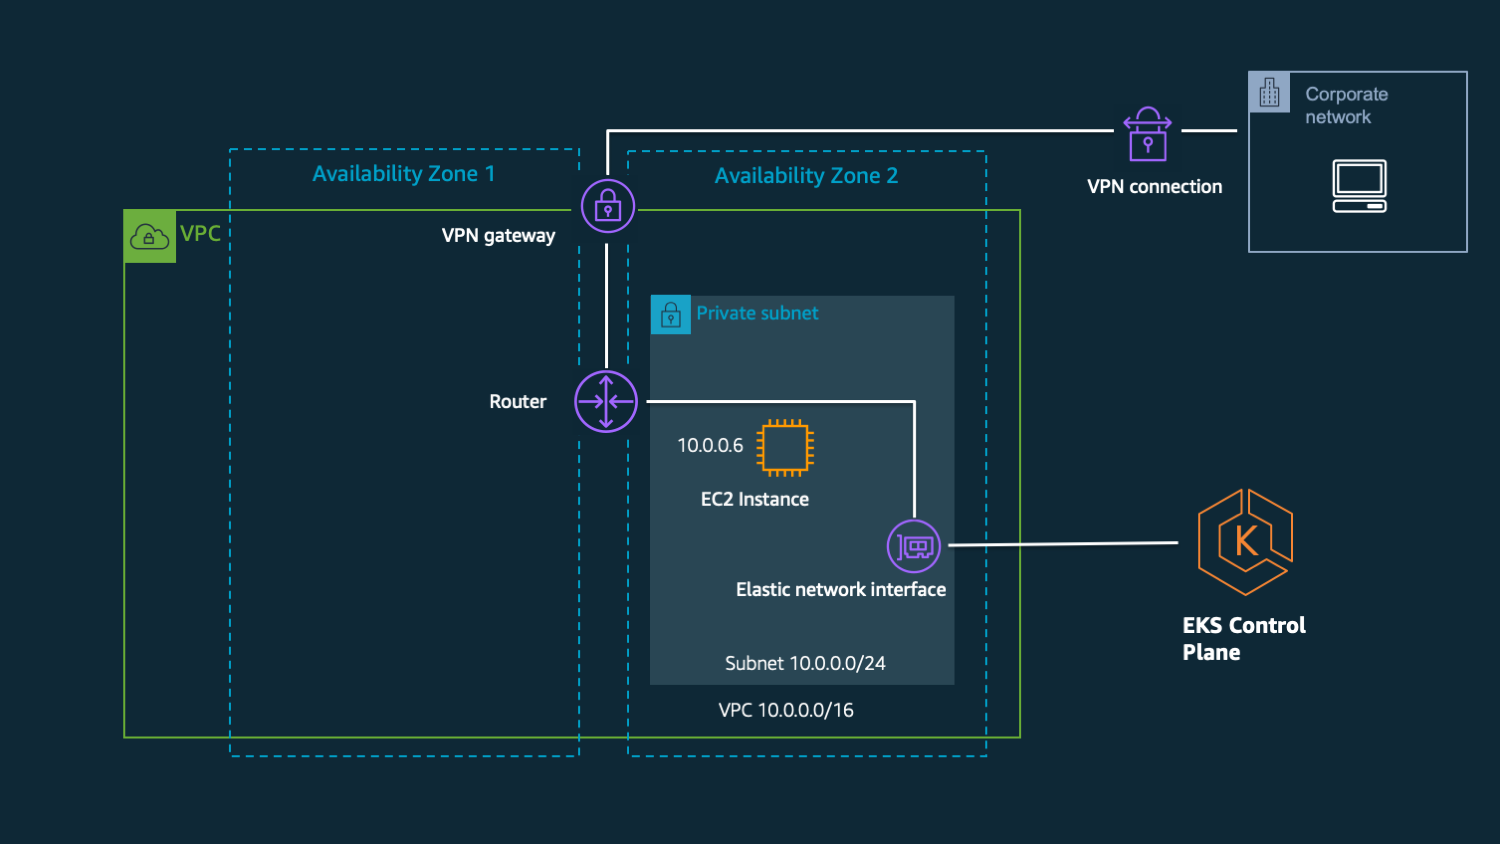 Corporate
network
VPN connection
Availability Zone 1
Availability Zone 2
VPC
VPN gateway
Private subnet
Router
10.0.0.6
EC2 Instance
Elastic network interface
K
EKS Control
Plane
Subnet 10.0.0.0/24
VPC 10.0.0.0/16